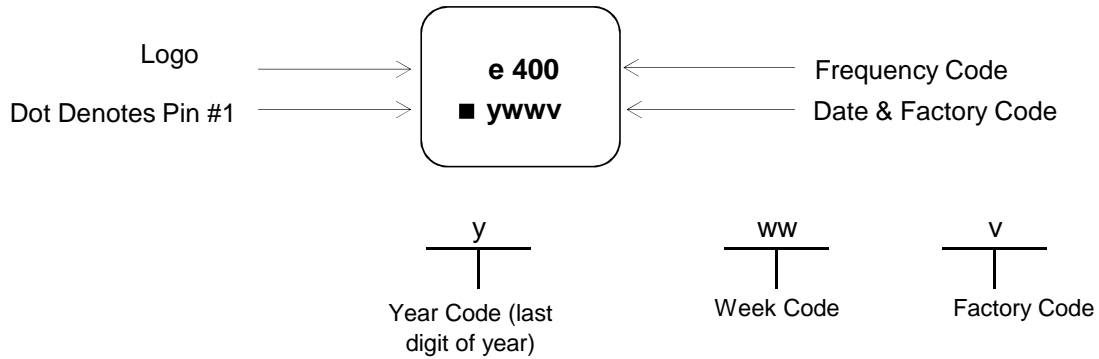 Logo
e 400
Frequency Code
Dot Denotes Pin #1
■ ywwv
Date & Factory Code
y
ww
v
Year Code (last
digit of year)
Week Code
Factory Code